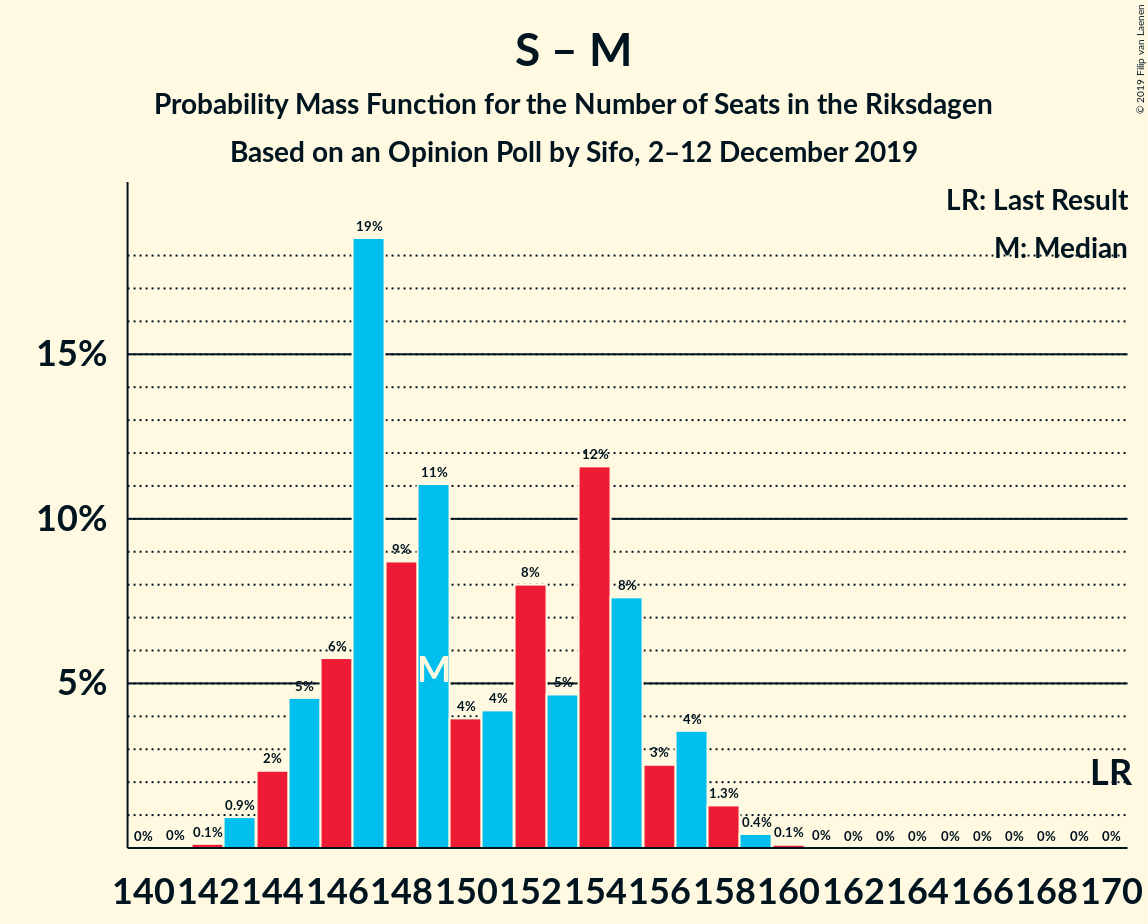 © 2019 Filip van Laenen
S – M
Probability Mass Function for the Number of Seats in the Riksdagen
Based on an Opinion Poll by Sifo, 2–12 December 2019
LR: Last Result
M: Median
15%
10%
5%
0% 0% 0.1% 0.9% 2% 5% 6% 19% 9% 11% 4% 4% 8% 5% 12% 8% 3% 4% 1.3% 0.4% 0.1% 0% 0% 0% 0% 0% 0% 0% 0% 0% 0%
M
LR
140 142 144 146 148 150 152 154 156 158 160 162 164 166 168 170